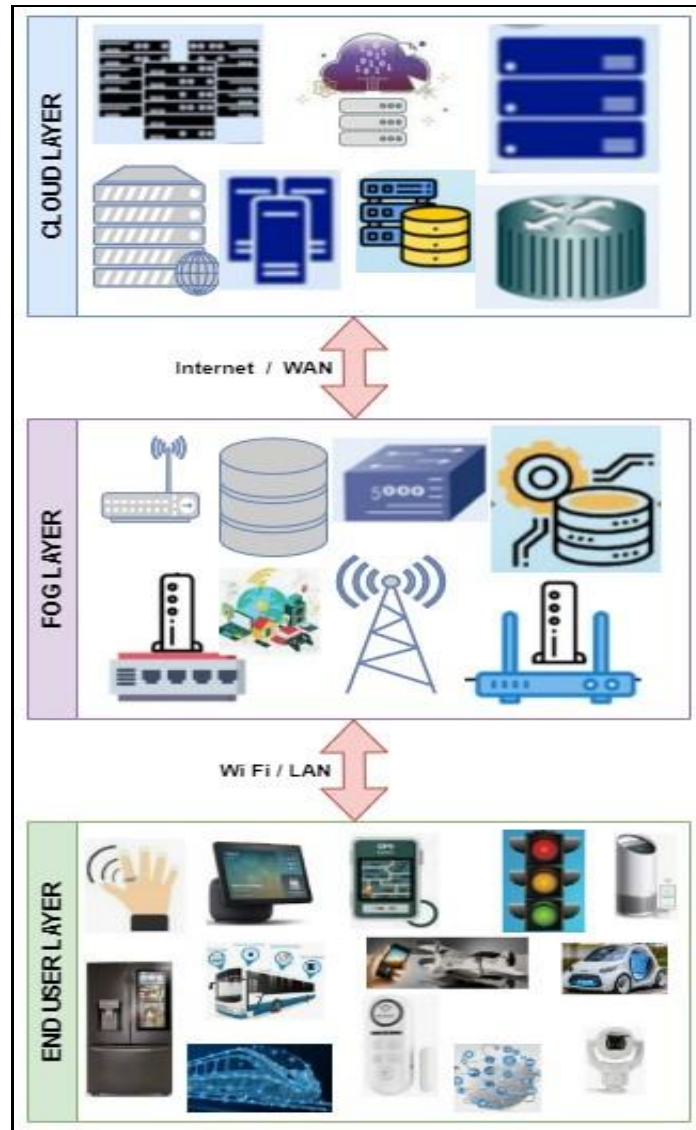 CLOUD LAYER
Internet / WAN
FOG LAYER
5000
Wi Fi / LAN
END USER LAYER